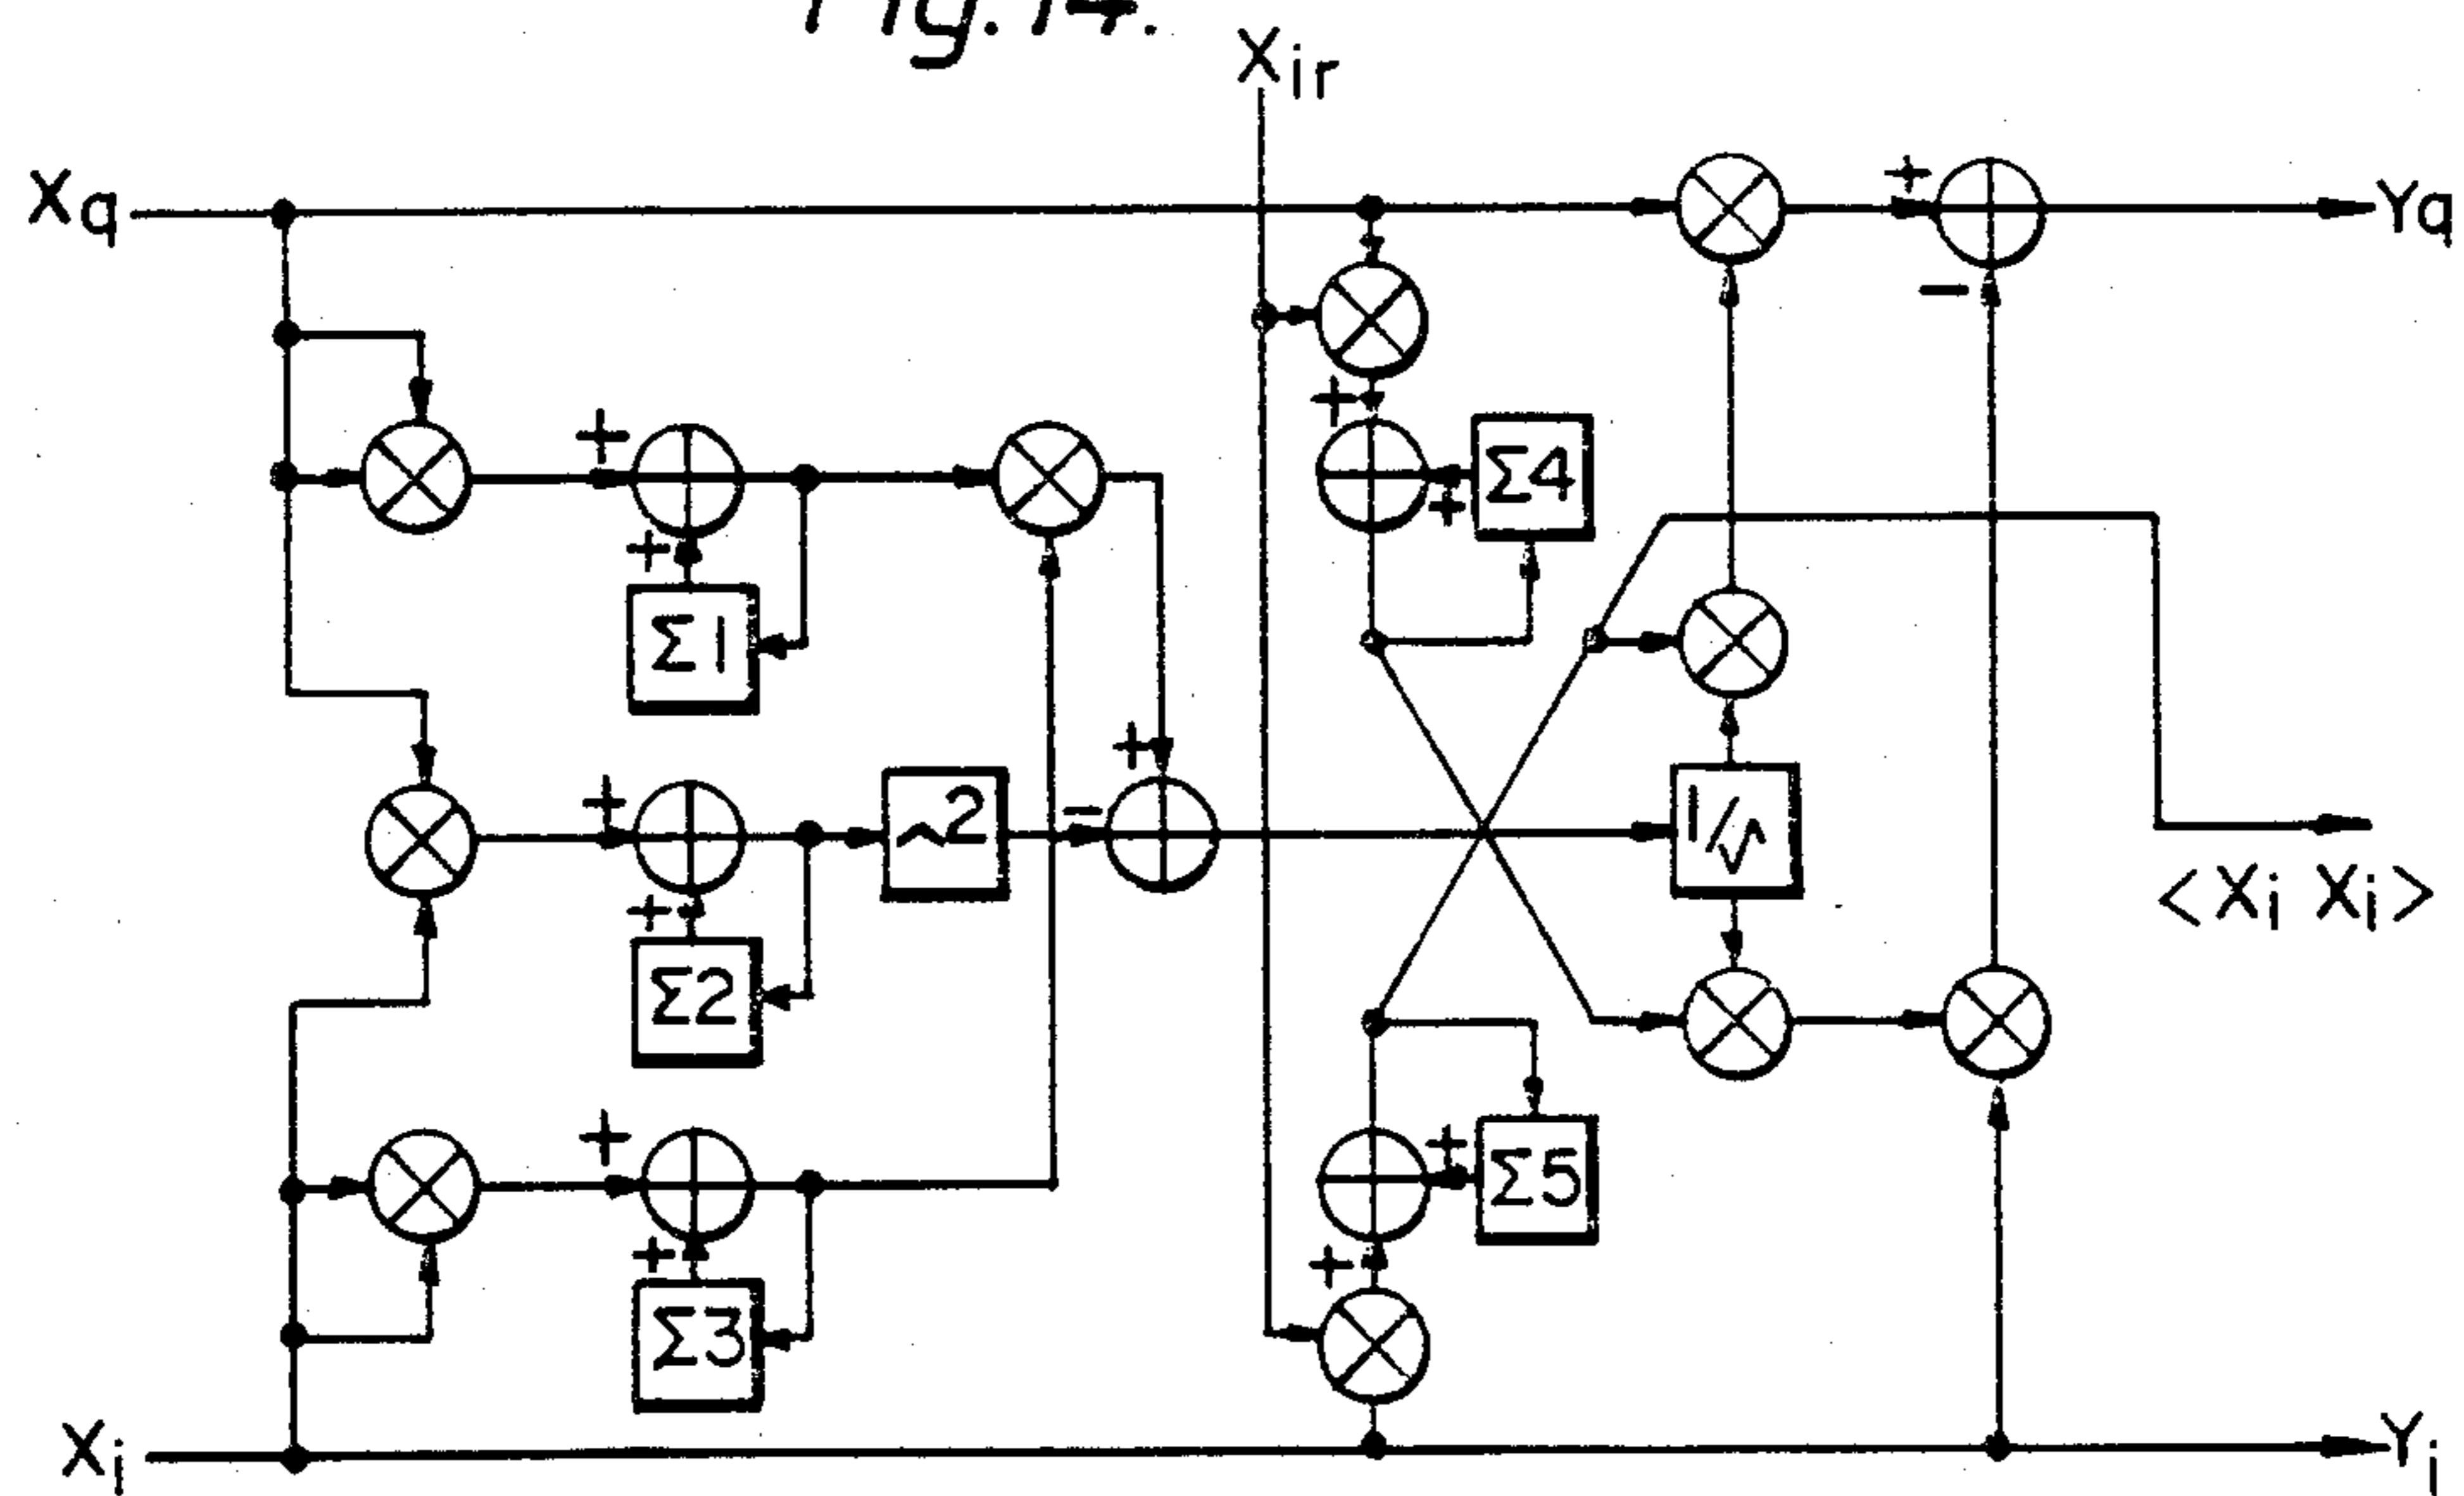 Fig. 14.
Xir
Xq
+
Yq
-
+
+
Σ4
+
+
Σ1
+
+
^2
-
1/√
<Xi Xi>
+
Σ2
+
+
Σ5
+
+
Σ3
Xi
Yi